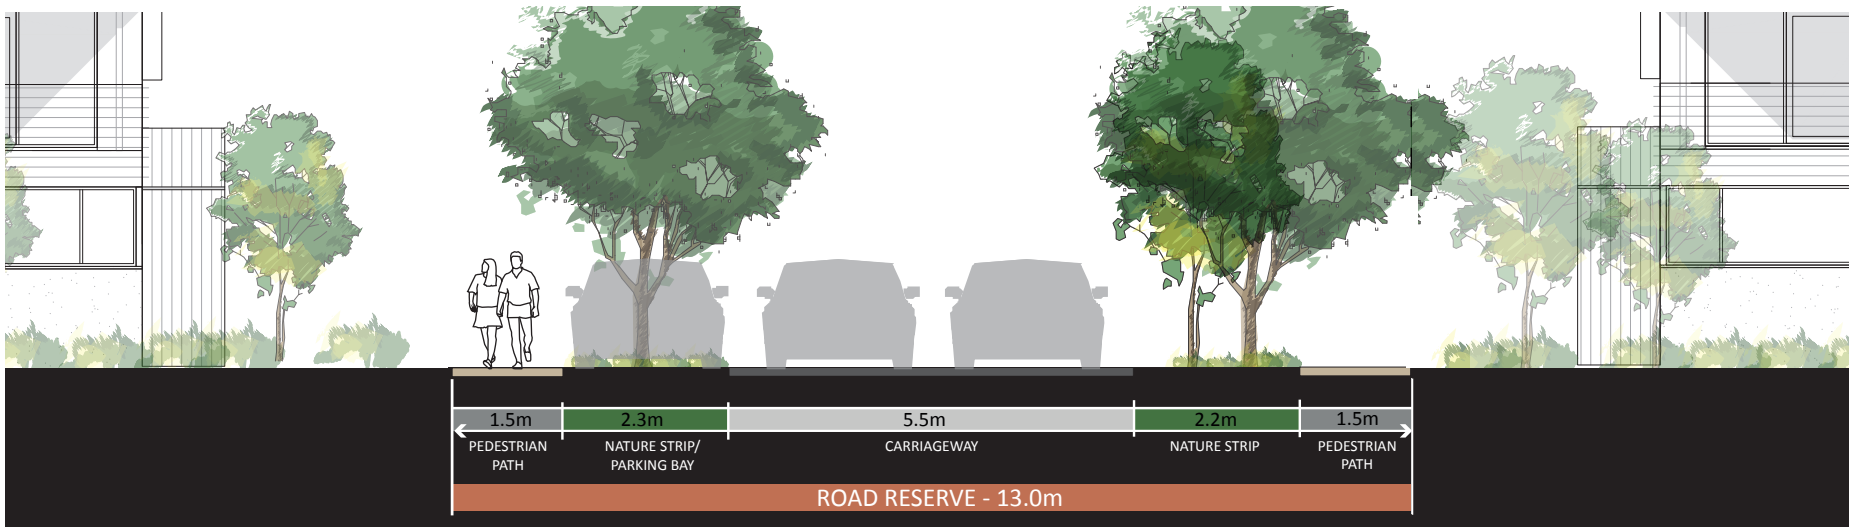 1.5m
2.3m
5.5m
2.2m
1.5m
PEDESTRIAN
PATH
NATURE STRIP/
PARKING BAY
CARRIAGEWAY
NATURE STRIP
PEDESTRIAN
PATH
ROAD RESERVE - 13.0m